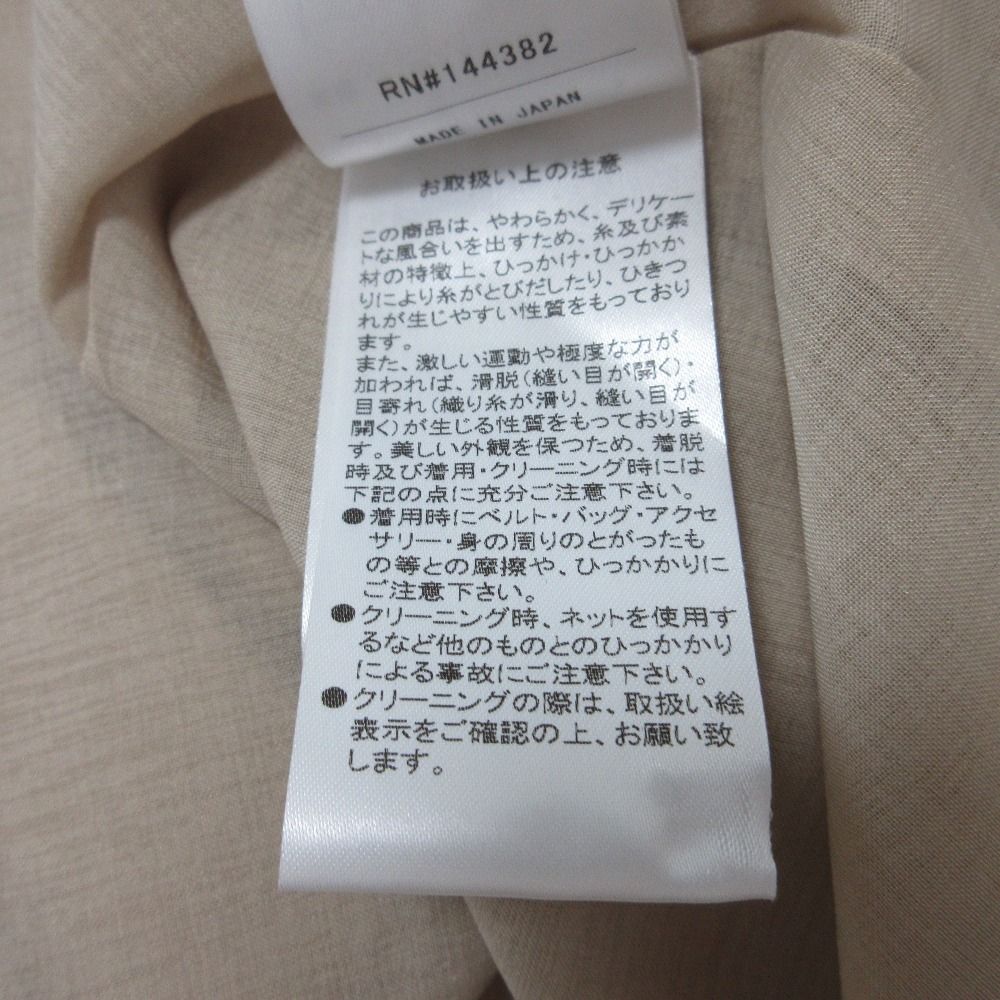 RN#144382
MADE IN JAPAN
お取扱い上の注意
この商品は、やわらかく、デリケー
トな風合いを出すため、糸及び素
材の特徴上、ひっかけ・ひっかか
りにより糸がとびだしたり、ひきつ
れが生じやすい性質をもっており
ます。
また、激しい運動や極度な力が
加われば、滑脱(縫い目が開く)・
目寄れ(織り糸が滑り、縫い目が
開く)が生じる性質をもっておりま
す。美しい外観を保つため、着脱
時及び着用・クリーニング時には
下記の点に充分ご注意下さい。
●着用時にベルト・バッグ・アクセ
サリー・身の周りのとがったも
の等との摩擦や、ひっかかりに
ご注意下さい。
●クリーニング時、ネットを使用す
るなど他のものとのひっかかり
による事故にご注意下さい。
●クリーニングの際は、取扱い絵
表示をご確認の上、お願い致
します。